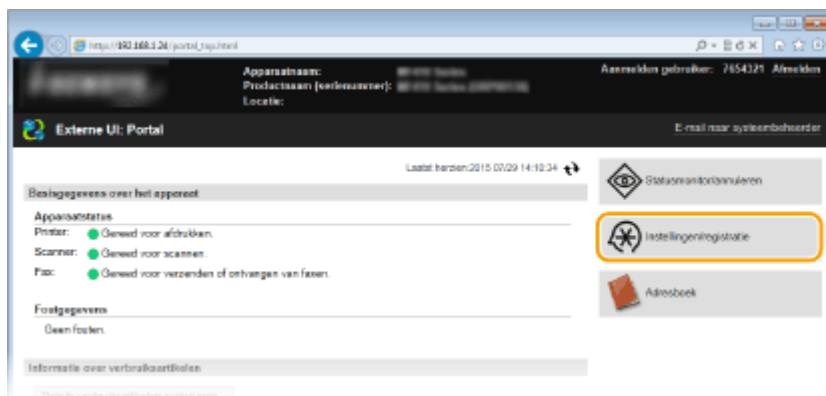 http://192.168.1.24/portal_top.html
Apparaatnaam:
Productnaam (serienummer):
Locatie:
Aanmelden gebruiker: 7654321 Afmelden
Externe UI: Portal
E-mail naar systeembeheerder
Laatst herzien:2015 07/29 14:10:34
Basisgegevens over het apparaat
Apparaatstatus
Printer: Gereed voor afdrukken.
Scanner: Gereed voor scannen.
Fax: Gereed voor verzenden of ontvangen van faxen.
Foutgegevens
Geen fouten.
Informatie over verbruiksartikelen
Statusmonitor/annuleren
Instellingen/registratie
Adresboek